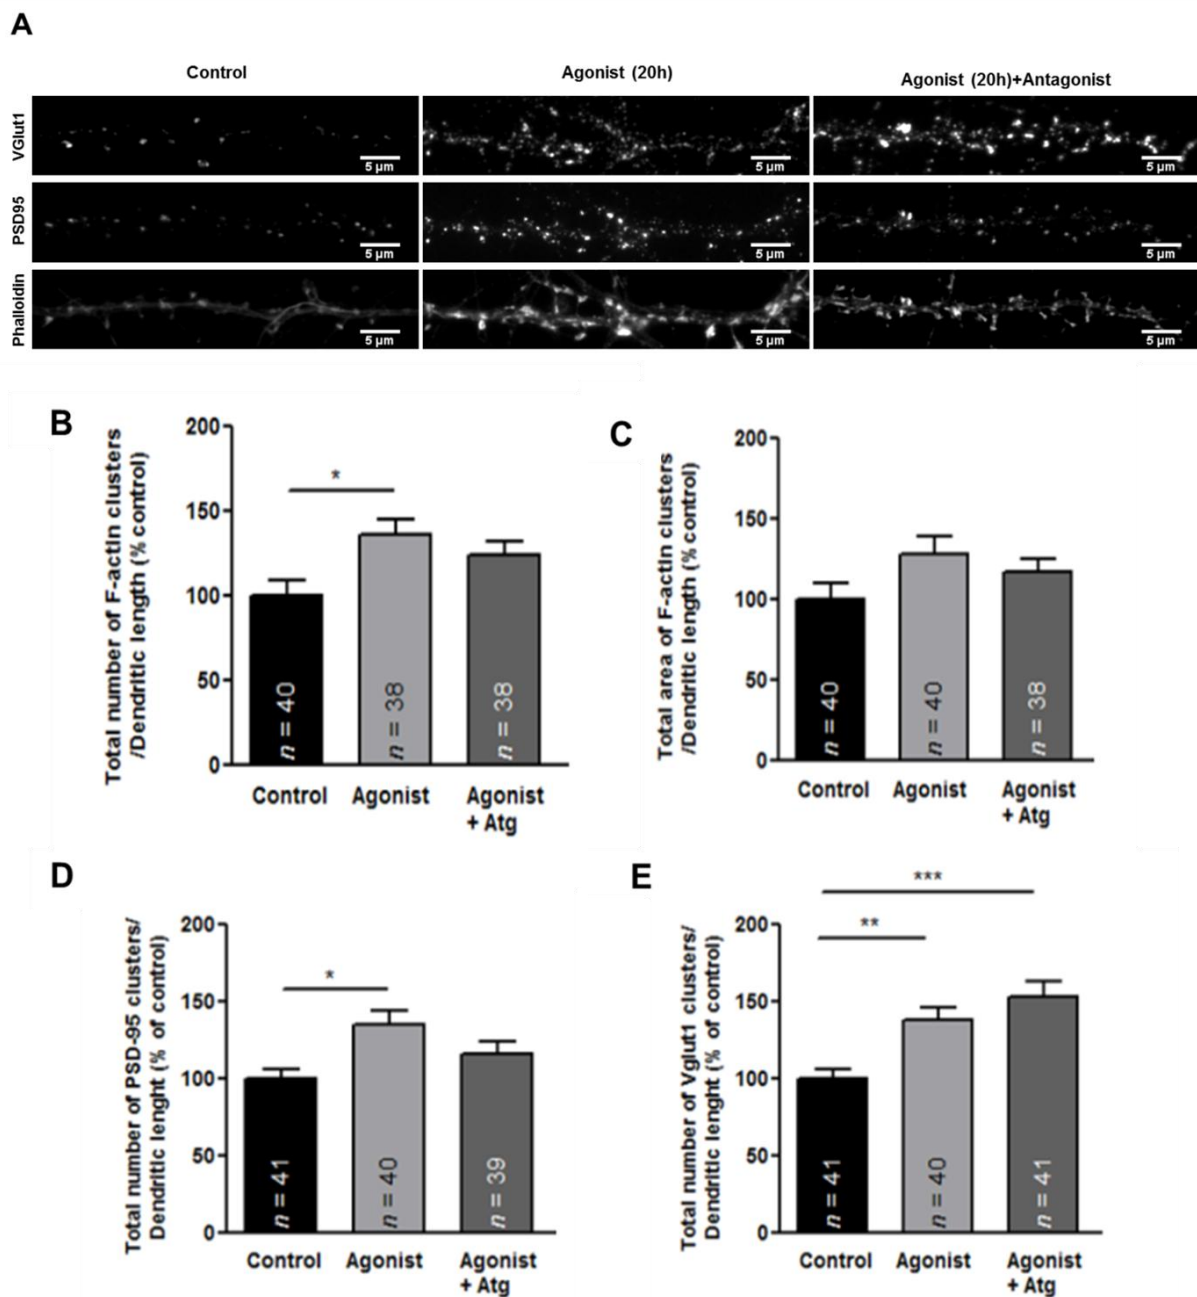 A
Control
Agonist (20h)
Agonist (20h)+Antagonist
VGlut1
5 µm
5 µm
5 µm
PSD95
5 µm
5 µm
5 µm
Phalloidin
5 µm
5 µm
5 µm
B
Total number of F-actin clusters
/Dendritic length (% control)
200
150
100
50
0
*
n = 40
n = 38
n = 38
Control
Agonist
Agonist
+ Atg
C
Total area of F-actin clusters
/Dendritic length (% control)
200
150
100
50
0
n = 40
n = 40
n = 38
Control
Agonist
Agonist
+ Atg
D
Total number of PSD-95 clusters/
Dendritic lenght (% of control)
200
150
100
50
0
*
n = 41
n = 40
n = 39
Control
Agonist
Agonist
+ Atg
E
Total number of Vglut1 clusters/
Dendritic lenght (% of control)
200
150
100
50
0
***
**
n = 41
n = 40
n = 41
Control
Agonist
Agonist
+ Atg